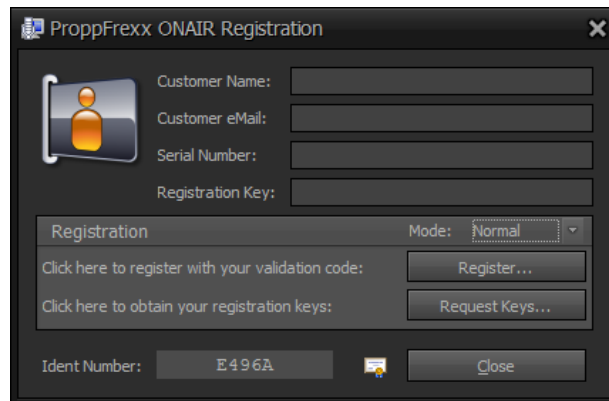 ProppFrexx ONAIR Registration
Customer Name:
Customer eMail:
Serial Number:
Registration Key:
Registration Mode: Normal
Click here to register with your validation code: Register...
Click here to obtain your registration keys: Request Keys...
Ident Number: E496A Close